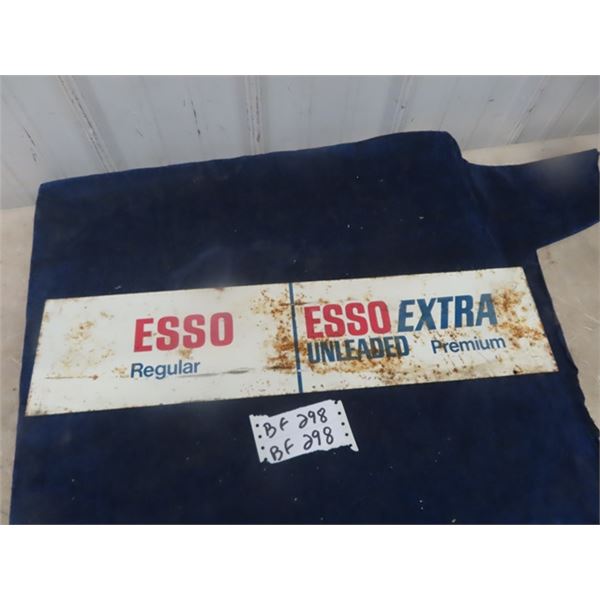 ESSO
Regular
ESSO EXTRA
UNLEADED Premium
BF 298
BF 298